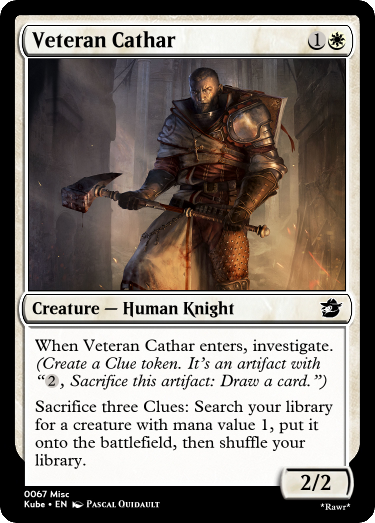 Veteran Cathar 1
Creature — Human Knight
When Veteran Cathar enters, investigate.
(Create a Clue token. It's an artifact with
“2, Sacrifice this artifact: Draw a card.”)
Sacrifice three Clues: Search your library
for a creature with mana value 1, put it
onto the battlefield, then shuffle your
library.
2/2
0067 Misc
Kube • EN Pascal Quidault
*Rawr*